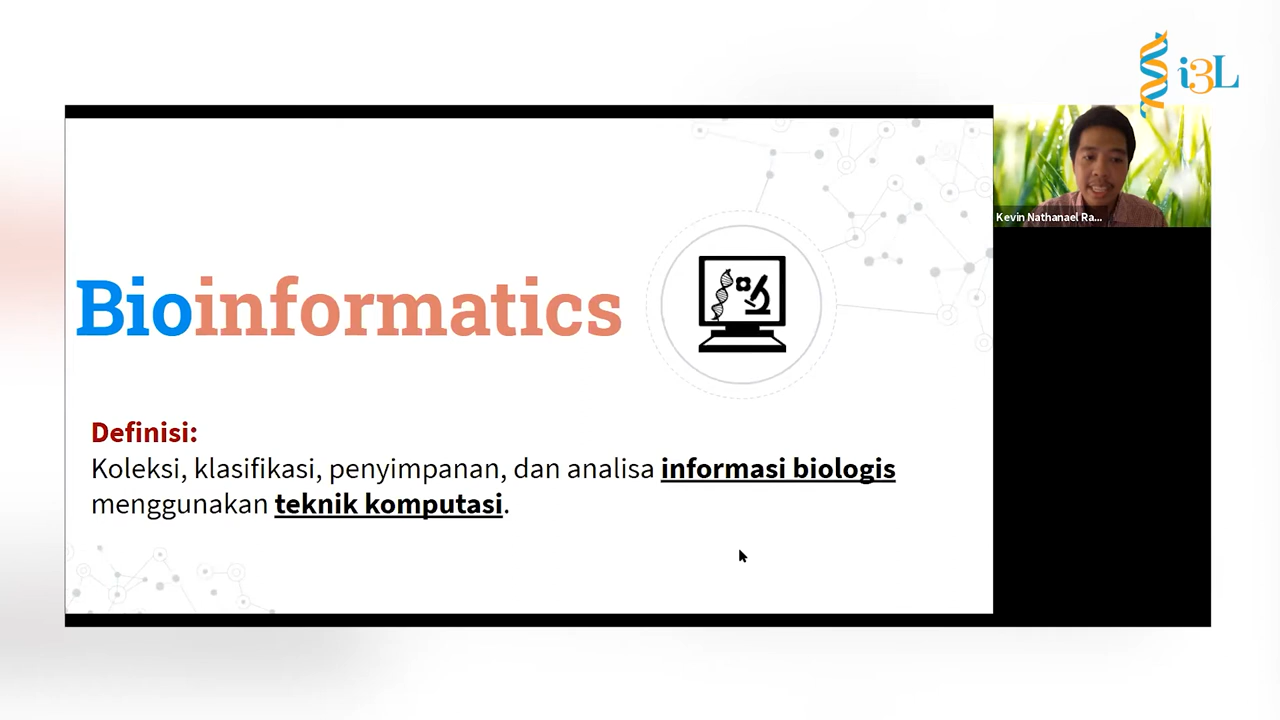 i3L
Kevin Nathanael Ra...
Bioinformatics
Definisi:
Koleksi, klasifikasi, penyimpanan, dan analisa informasi biologis
menggunakan teknik komputasi.